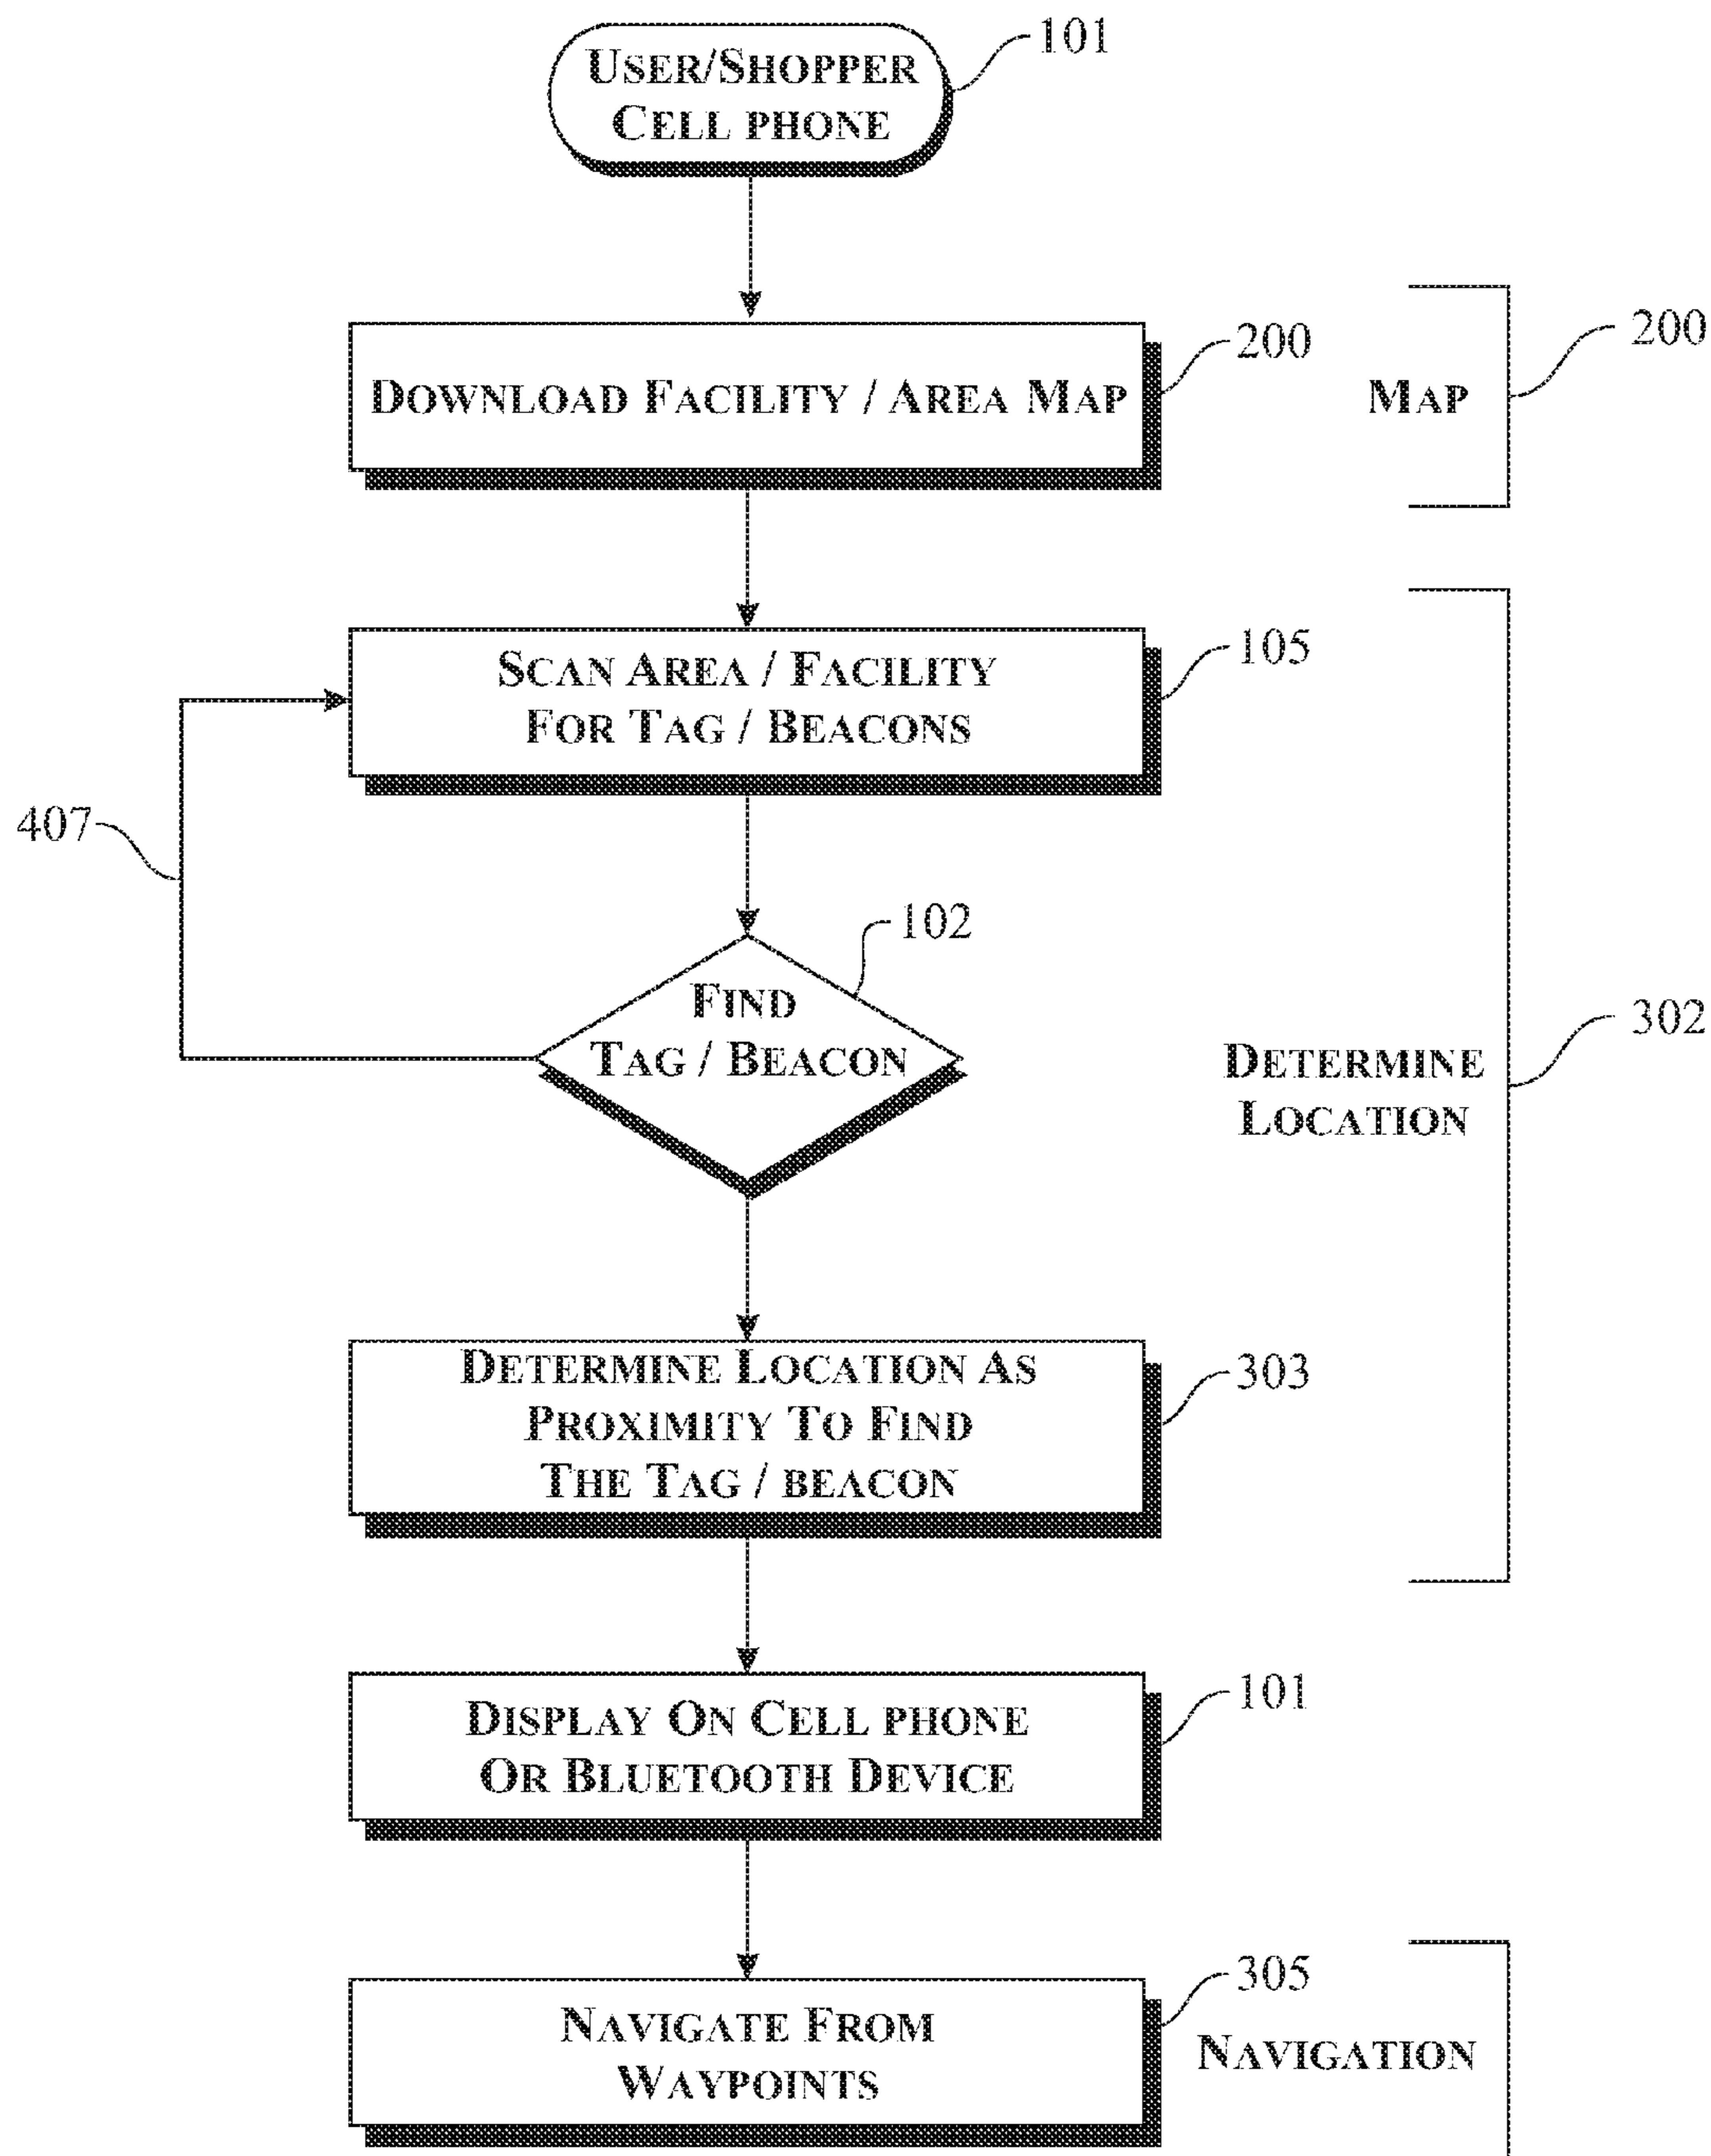 USER/SHOPPER
CELL PHONE
101
DOWNLOAD FACILITY / AREA MAP
200
MAP
200
SCAN AREA / FACILITY
FOR TAG / BEACONS
105
407
FIND
TAG / BEACON
102
DETERMINE
LOCATION
302
DETERMINE LOCATION AS
PROXIMITY TO FIND
THE TAG / BEACON
303
DISPLAY ON CELL PHONE
OR BLUETOOTH DEVICE
101
NAVIGATE FROM
WAYPOINTS
305
NAVIGATION